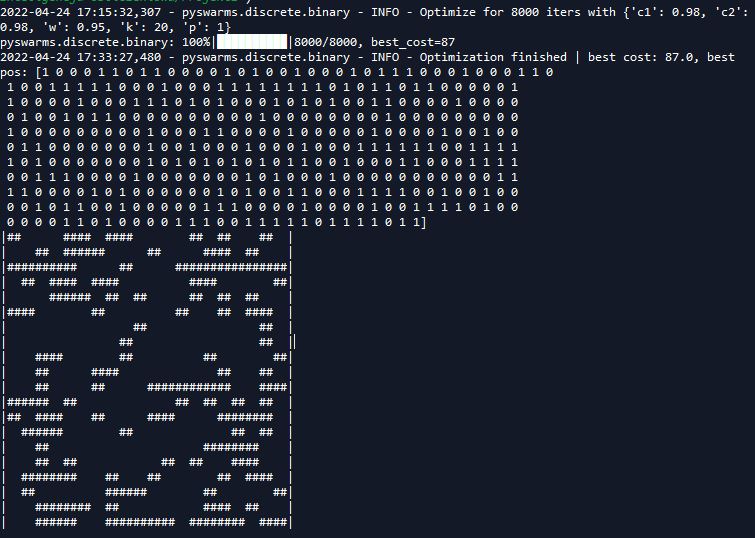 2022-04-24 17:15:32,307 - pyswarms.discrete.binary - INFO - Optimize for 8000 iters with {'c1': 0.98, 'c2':
0.98, 'w': 0.95, 'k': 20, 'p': 1}
pyswarms.discrete.binary: 100%|██████████|8000/8000, best_cost=87
2022-04-24 17:33:27,480 - pyswarms.discrete.binary - INFO - Optimization finished | best cost: 87.0, best
pos: [1 0 0 0 1 1 0 1 1 0 0 0 0 1 0 1 0 0 1 0 0 0 1 0 1 1 1 0 0 0 1 0 0 0 1 1 0
 1 0 0 1 1 1 1 1 0 0 0 1 0 0 0 1 1 1 1 1 1 1 1 0 1 0 1 1 0 1 1 0 0 0 0 0 1
 1 0 0 0 0 1 0 0 0 1 1 1 0 1 0 1 0 0 0 1 0 1 0 1 0 0 1 1 0 0 0 0 1 0 0 0 0
 0 1 0 0 1 0 1 1 0 0 0 0 0 0 0 0 0 0 1 0 0 0 0 0 0 0 0 1 0 0 0 0 0 0 0 0 0
 1 0 0 0 0 0 0 0 0 0 1 0 0 0 1 1 0 0 0 1 0 0 0 0 0 0 1 0 0 0 0 1 0 0 1 0 0
 0 1 1 0 0 0 0 0 0 0 1 0 1 0 0 0 0 1 0 0 0 1 0 0 0 1 1 1 1 1 1 0 0 1 1 1 1
 1 0 1 0 0 0 0 0 0 0 1 0 1 0 1 0 1 0 1 0 1 1 0 0 1 0 0 0 1 1 0 0 0 1 1 1 1
 0 0 1 1 1 0 0 0 0 1 0 0 0 0 0 0 0 1 0 1 0 0 0 1 0 0 0 0 0 0 0 0 0 0 0 1 1
 1 1 0 0 0 0 1 0 1 0 0 0 0 0 0 1 0 1 0 0 1 1 0 0 0 1 1 1 1 0 0 1 0 0 1 0 0
 0 0 1 0 1 1 0 0 1 0 0 0 0 0 1 1 1 0 0 0 0 1 0 0 0 0 1 0 0 1 1 1 1 0 1 0 0
 0 0 0 0 1 1 0 1 0 0 0 0 1 1 1 0 0 1 1 1 1 1 0 1 1 1 1 0 1 1]
|##      ####  ####        ##  ##    ##  |
|    ##  ######      ##      ####  ##    |
|##########      ##      ################|
|  ##  ####  ####          ####        ##|
|      ######  ##  ##      ##  ##  ##    |
|####        ##          ##    ##  ####  |
|                  ##                ##  |
|                ##                  ##  |
|    ####      ##            ##        ##|
|    ##      ####              ##  ##    |
|    ##      ##      ############    ####|
|######  ##              ##  ##  ##  ##  |
|##  ####    ##      ####      ########  |
|  ######        ##              ##  ##  |
|    ##                      ########    |
|    ##  ##            ##  ##    ####    |
|  ########    ##    ##        ##  ####  |
|  ##          ######        ##        ##|
|    ########  ##            ####  ##    |
|    ######    ##########  ########  ####|